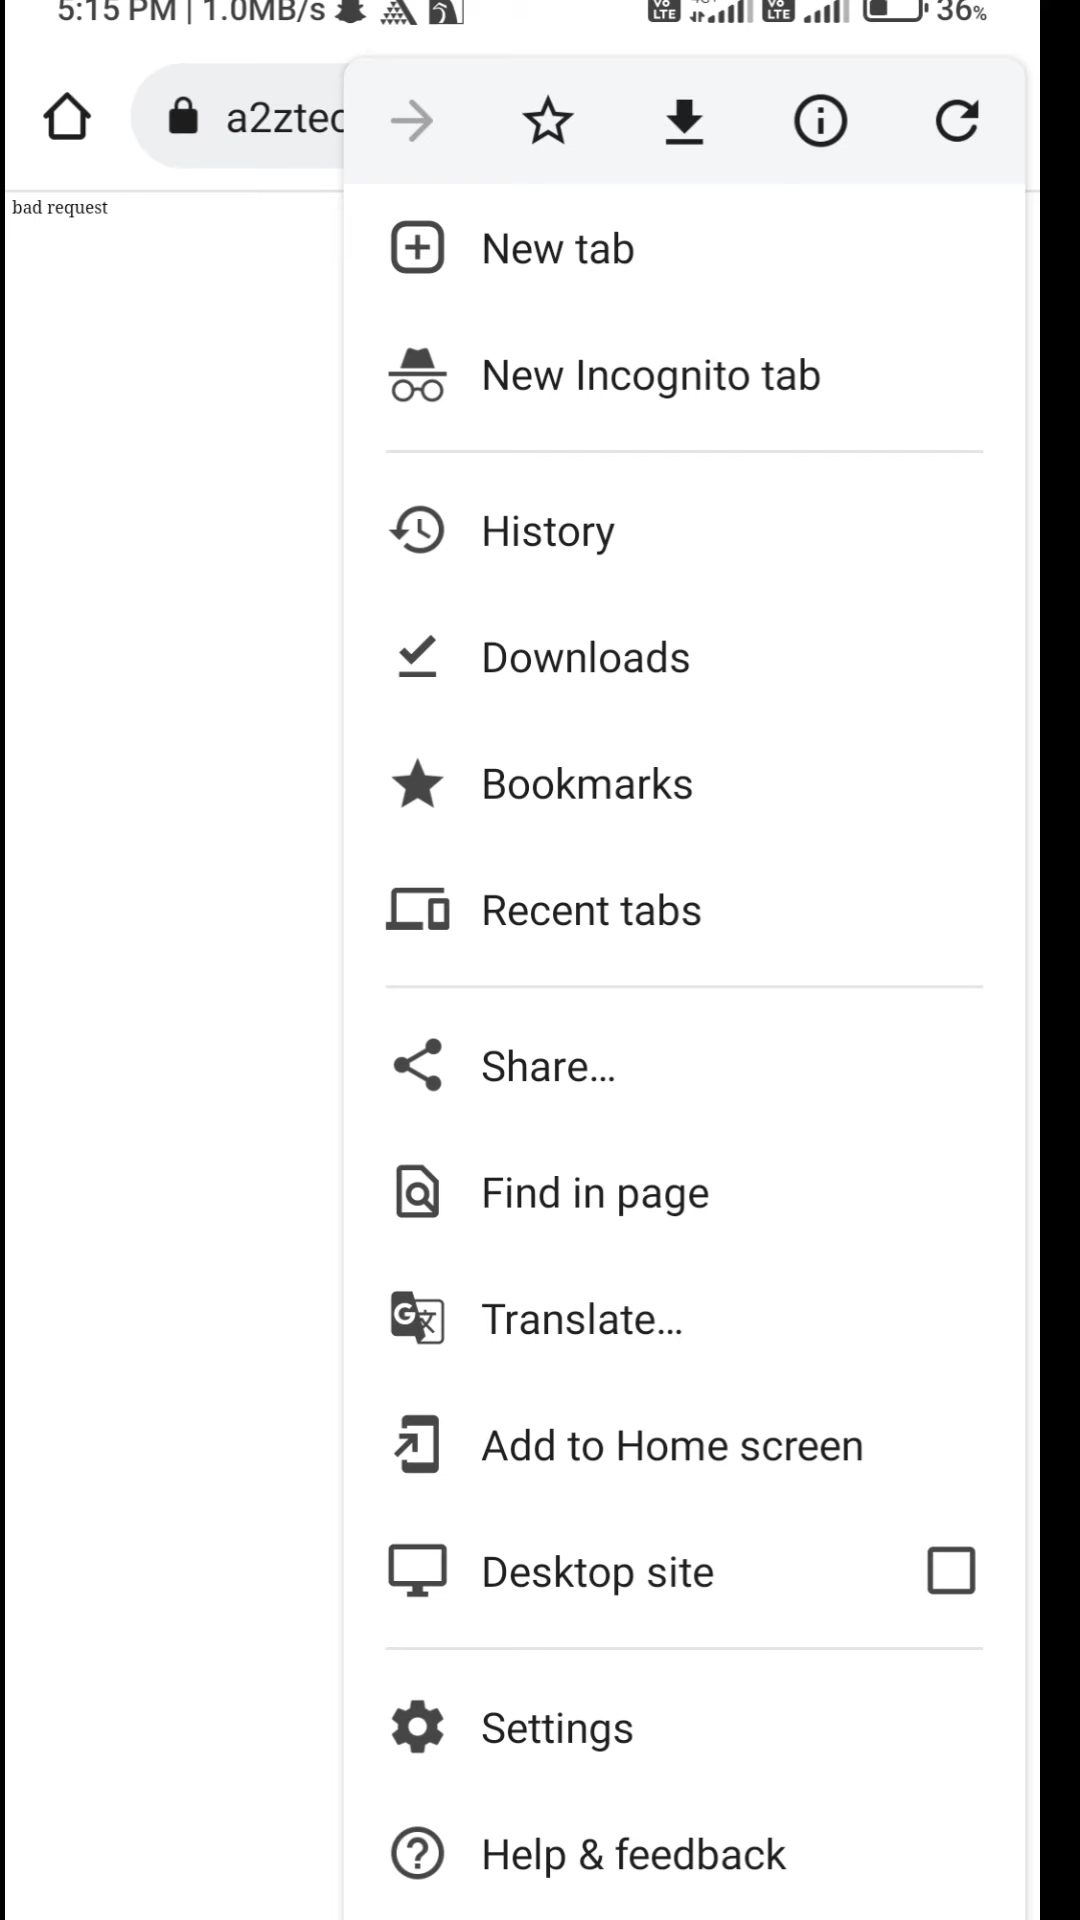 5:15 PM | 1.0MB/s
36%
a2ztec
bad request
New tab
New Incognito tab
History
Downloads
Bookmarks
Recent tabs
Share...
Find in page
Translate...
Add to Home screen
Desktop site
Settings
Help & feedback